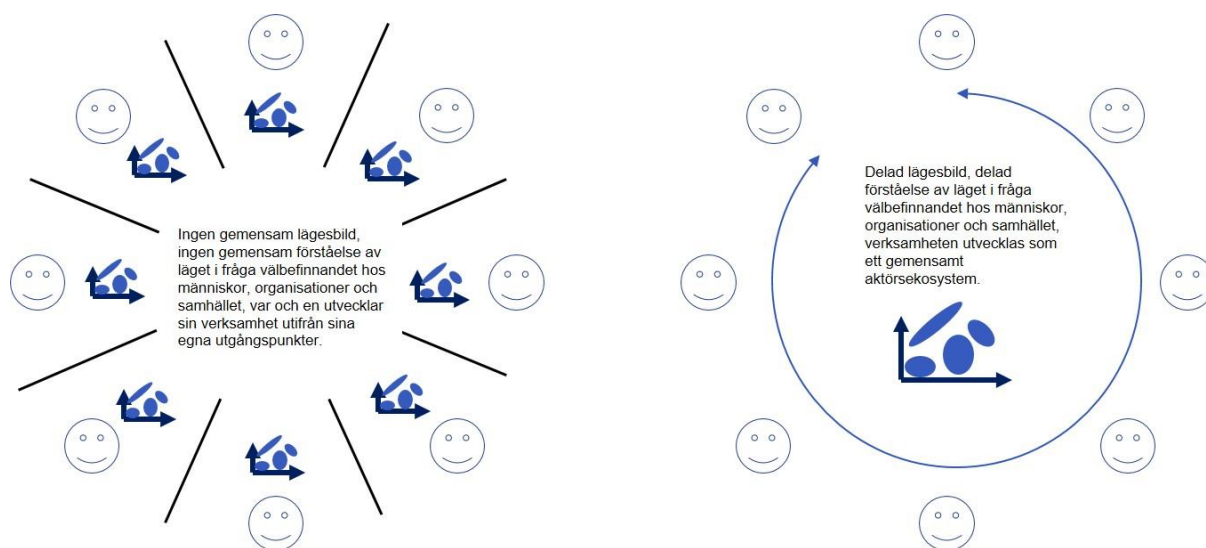 Ingen gemensam lägesbild,
ingen gemensam förståelse av
läget i fråga välbefinnandet hos
människor, organisationer och
samhället, var och en utvecklar
sin verksamhet utifrån sina
egna utgångspunkter.
Delad lägesbild, delad
förståelse av läget i fråga
välbefinnandet hos människor,
organisationer och samhället,
verksamheten utvecklas som
ett gemensamt
aktörsekosystem.